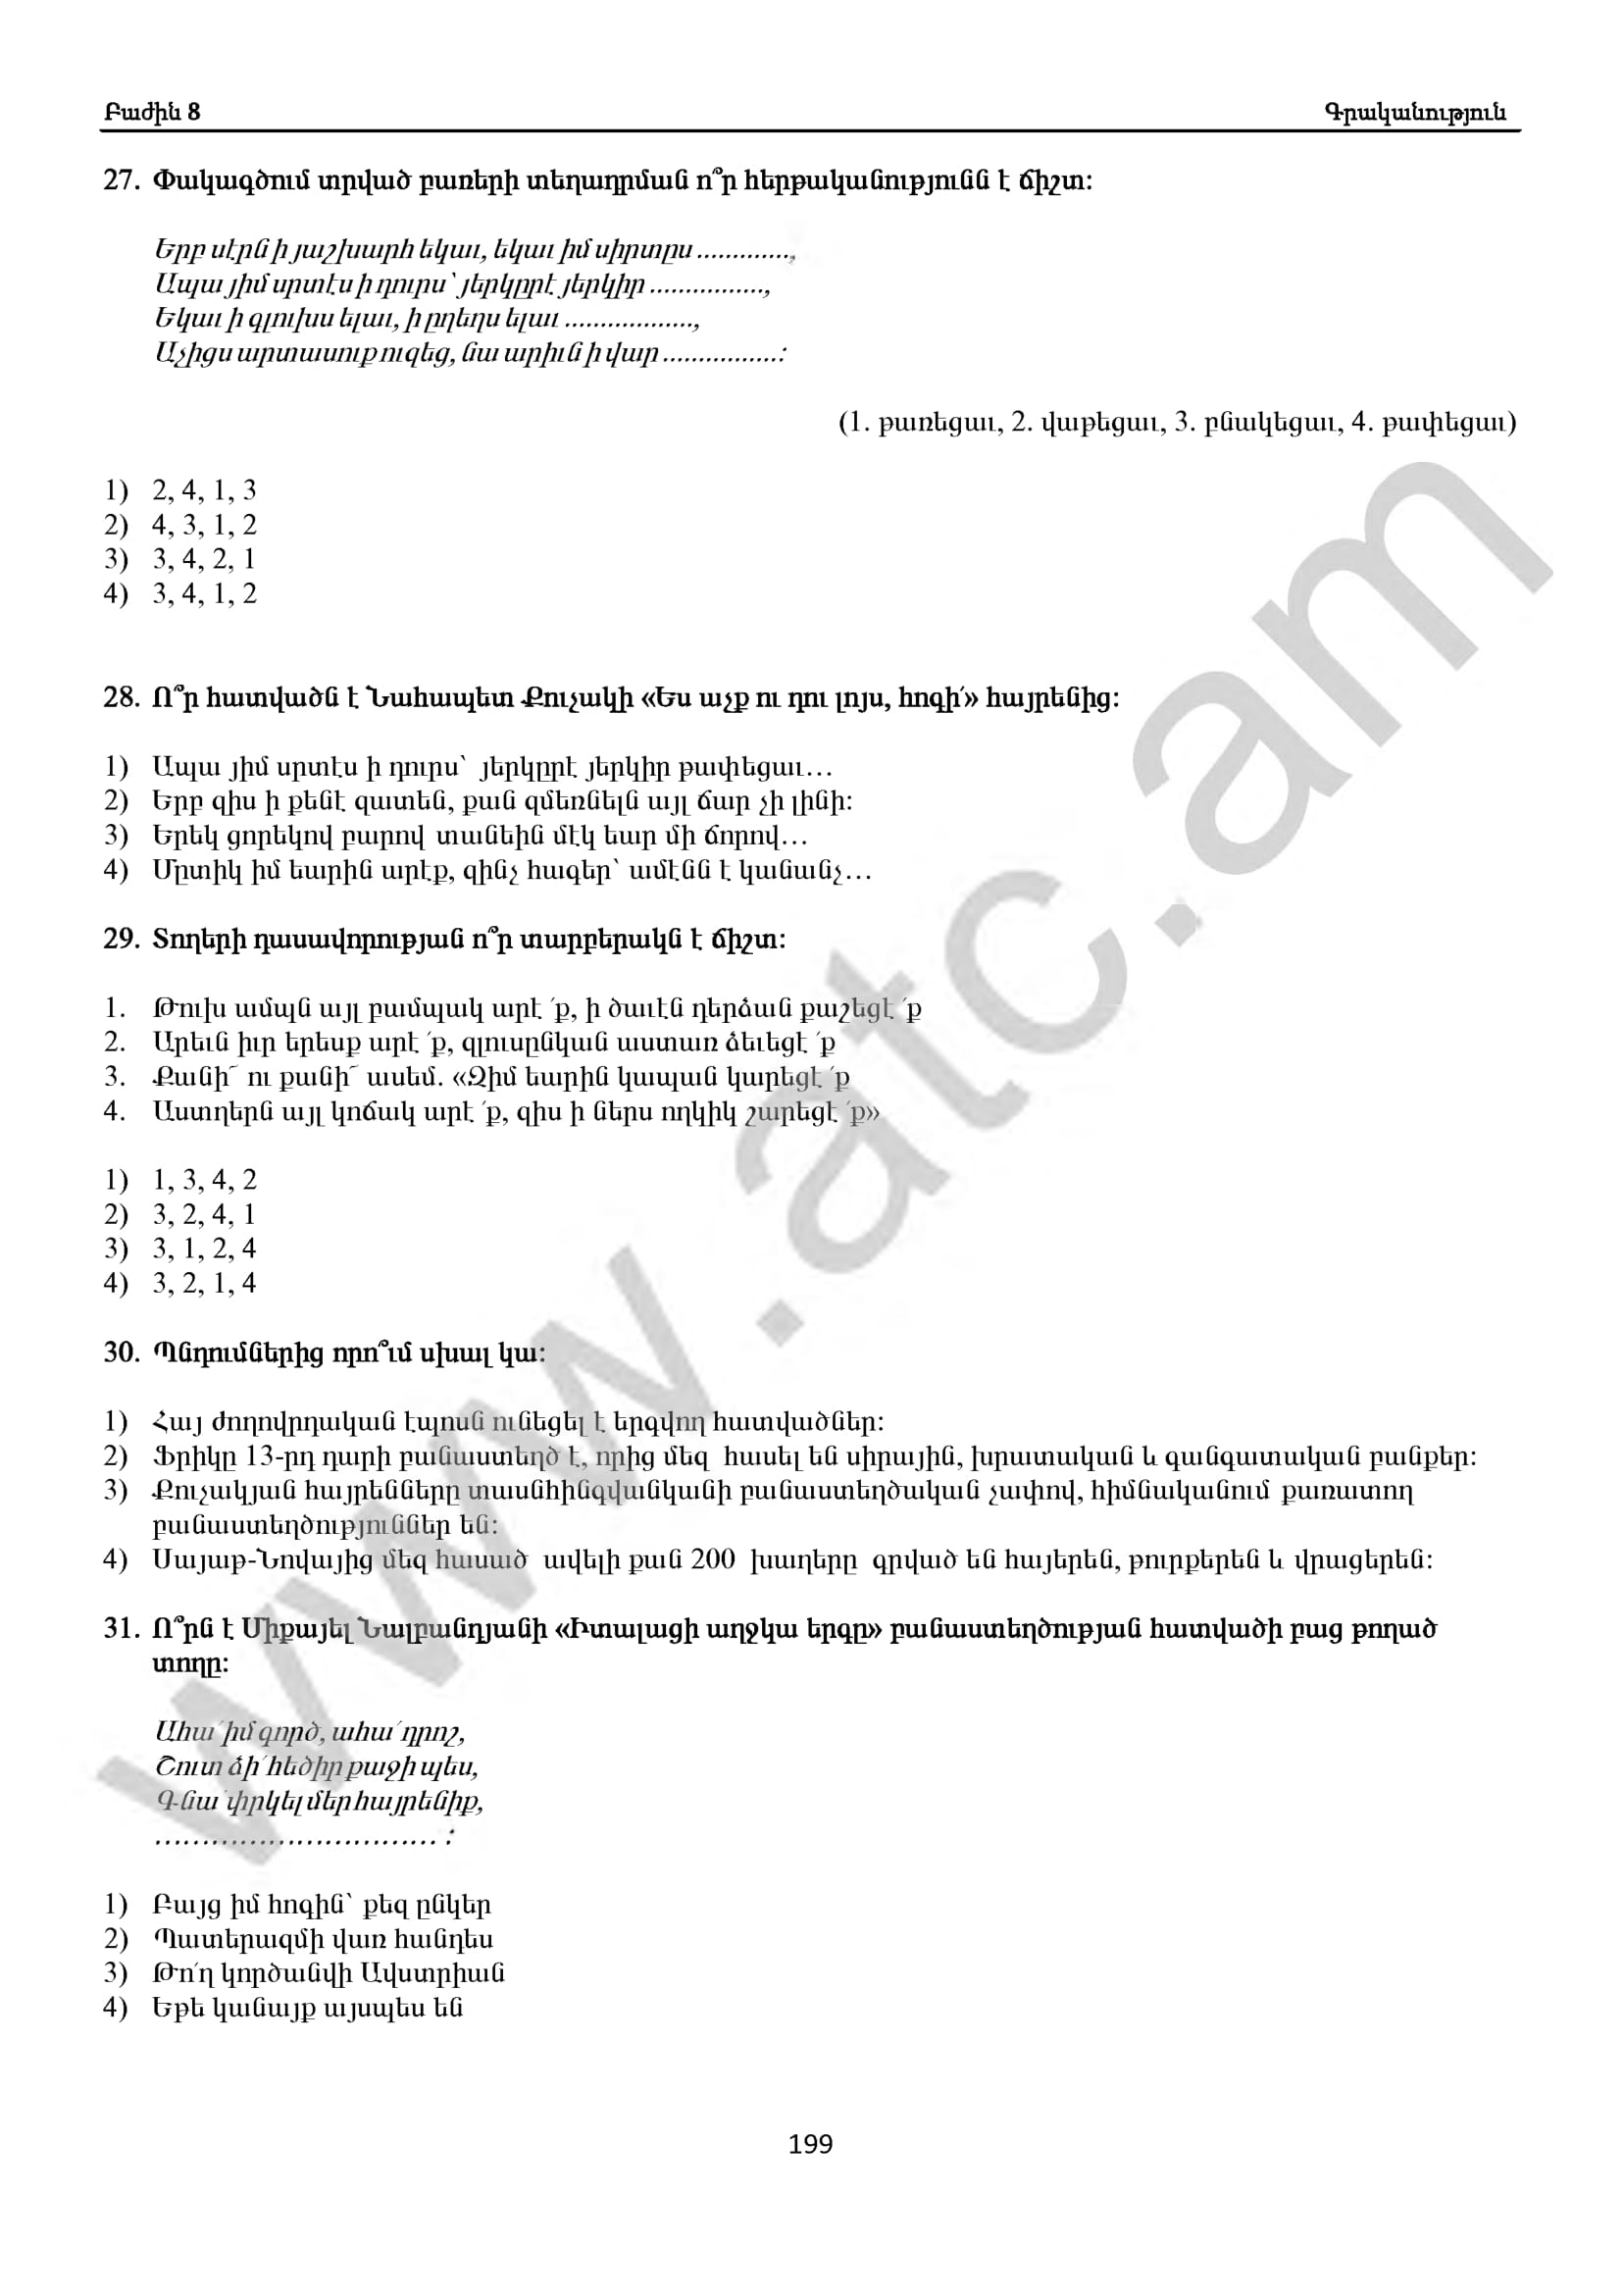 Բաժին 8 Գրականություն
27. Փակագծում տրված բառերի տեղադրման ո՞ր հերթականությունն է ճիշտ:
Երբ սէրն ի յաշխարհ եկաւ, եկաւ իմ սիրտըս .............,
Ապա յիմ սրտէս ի դուրս՝ յերկըրէ յերկիր ................,
Եկաւ ի գլուխս ելաւ, ի ըղեղս ելաւ ..................,
Աչիցս արտասուք ուզեց, նա արիւն ի վար ................:
(1. թառեցաւ, 2. վաթեցաւ, 3. բնակեցաւ, 4. թափեցաւ)
1) 2, 4, 1, 3
2) 4, 3, 1, 2
3) 3, 4, 2, 1
4) 3, 4, 1, 2
28. Ո՞ր հատվածն է Նահապետ Քուչակի «Ես աչք ու դու լոյս, հոգի՛» հայրենից:
1) Ապա յիմ սրտէս ի դուրս՝ յերկըրէ յերկիր թափեցաւ…
2) Երբ զիս ի քենէ զատեն, քան զմեռնելն այլ ճար չի լինի:
3) Երեկ ցորեկով բարով տանեին մէկ եար մի ճորով…
4) Մըտիկ իմ եարին արէք, զինչ հագեր՝ ամէնն է կանանչ…
29. Տողերի դասավորության ո՞ր տարբերակն է ճիշտ:
1. Թուխ ամպն այլ բամպակ արէ՛ք, ի ծաւէն դերձան քաշեցէ՛ք
2. Արեւն իւր երեսք արէ՛ք, զլուսընկան աստառ ձեւեցէ՛ք
3. Քանի՜ ու քանի՜ ասեմ. «Զիմ եարին կապան կարեցէ՛ք
4. Աստղերն այլ կոճակ արէ՛ք, զիս ի ներս ողկիկ շարեցէ՛ք»
1) 1, 3, 4, 2
2) 3, 2, 4, 1
3) 3, 1, 2, 4
4) 3, 2, 1, 4
30. Պնդումներից որո՞ւմ սխալ կա:
1) Հայ ժողովրդական էպոսն ունեցել է երգվող հատվածներ:
2) Ֆրիկը 13-րդ դարի բանաստեղծ է, որից մեզ հասել են սիրային, խրատական և գանգատական բանքեր:
3) Քուչակյան հայրենները տասնհինգվանկանի բանաստեղծական չափով, հիմնականում քառատող
բանաստեղծություններ են:
4) Սայաթ-Նովայից մեզ հասած ավելի քան 200 խաղերը գրված են հայերեն, թուրքերեն և վրացերեն:
31. Ո՞րն է Միքայել Նալբանդյանի «Իտալացի աղջկա երգը» բանաստեղծության հատվածի բաց թողած
տողը:
Ահա՛ իմ գործ, ահա՛ դրոշ,
Շուտ ձի՛ հեծիր քաջի պես,
Գնա՛ փրկել մեր հայրենիք,
.............................. :
1) Բայց իմ հոգին՝ քեզ ընկեր
2) Պատերազմի վառ հանդես
3) Թո՛ղ կործանվի Ավստրիան
4) Եթե կանայք այսպես են
199
www.atc.am